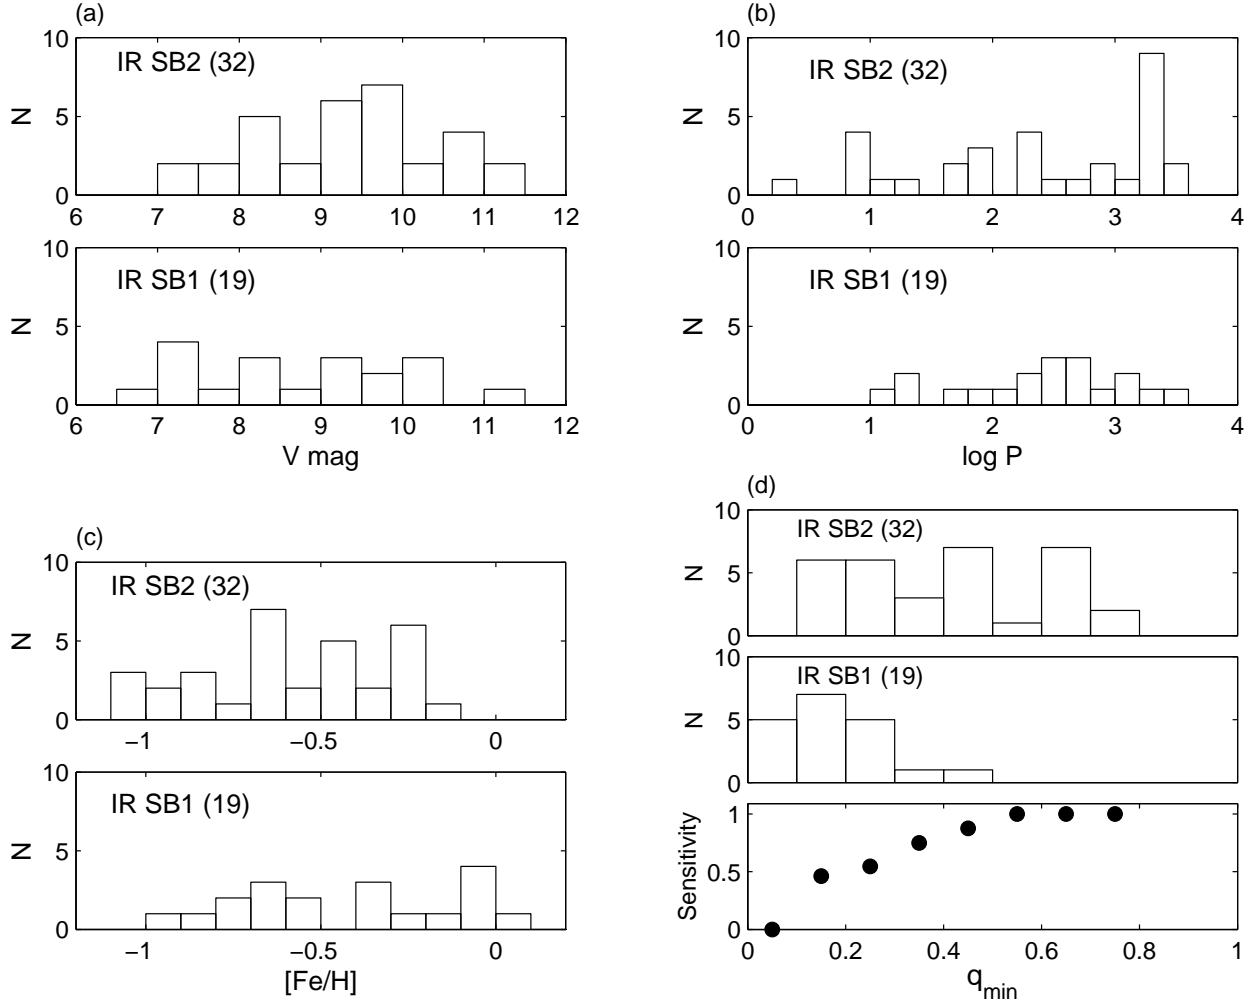 (a)
10
IR SB2 (32)
N
5
0
6 7 8 9 10 11 12
10
IR SB1 (19)
N
5
0
6 7 8 9 10 11 12
V mag
(b)
10
IR SB2 (32)
N
5
0
0 1 2 3 4
10
IR SB1 (19)
N
5
0
0 1 2 3 4
log P
(c)
10
IR SB2 (32)
N
5
0
−1 −0.5 0
10
IR SB1 (19)
N
5
0
−1 −0.5 0
[Fe/H]
(d)
10
IR SB2 (32)
N
5
0
10
IR SB1 (19)
N
5
0
1
Sensitivity
0.5
0
0 0.2 0.4 0.6 0.8 1
q_min